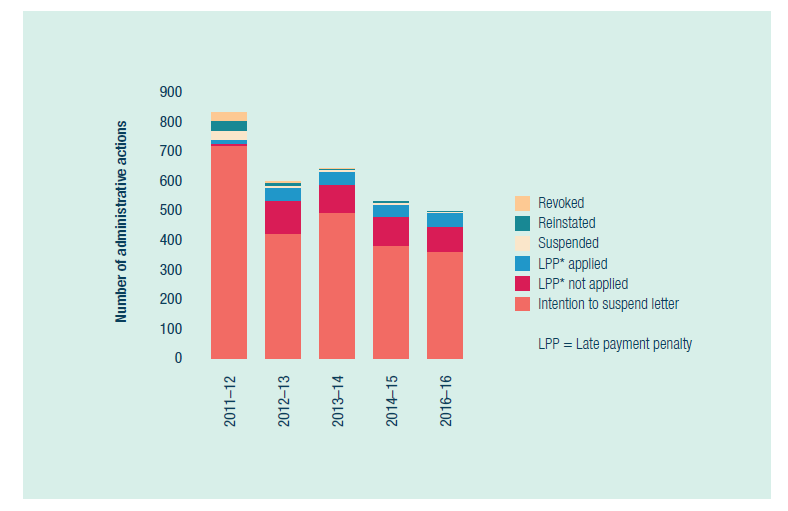 Number of administrative actions
900
800
700
600
500
400
300
200
100
0
2011–12
2012–13
2013–14
2014–15
2016–16
Revoked
Reinstated
Suspended
LPP* applied
LPP* not applied
Intention to suspend letter
LPP = Late payment penalty